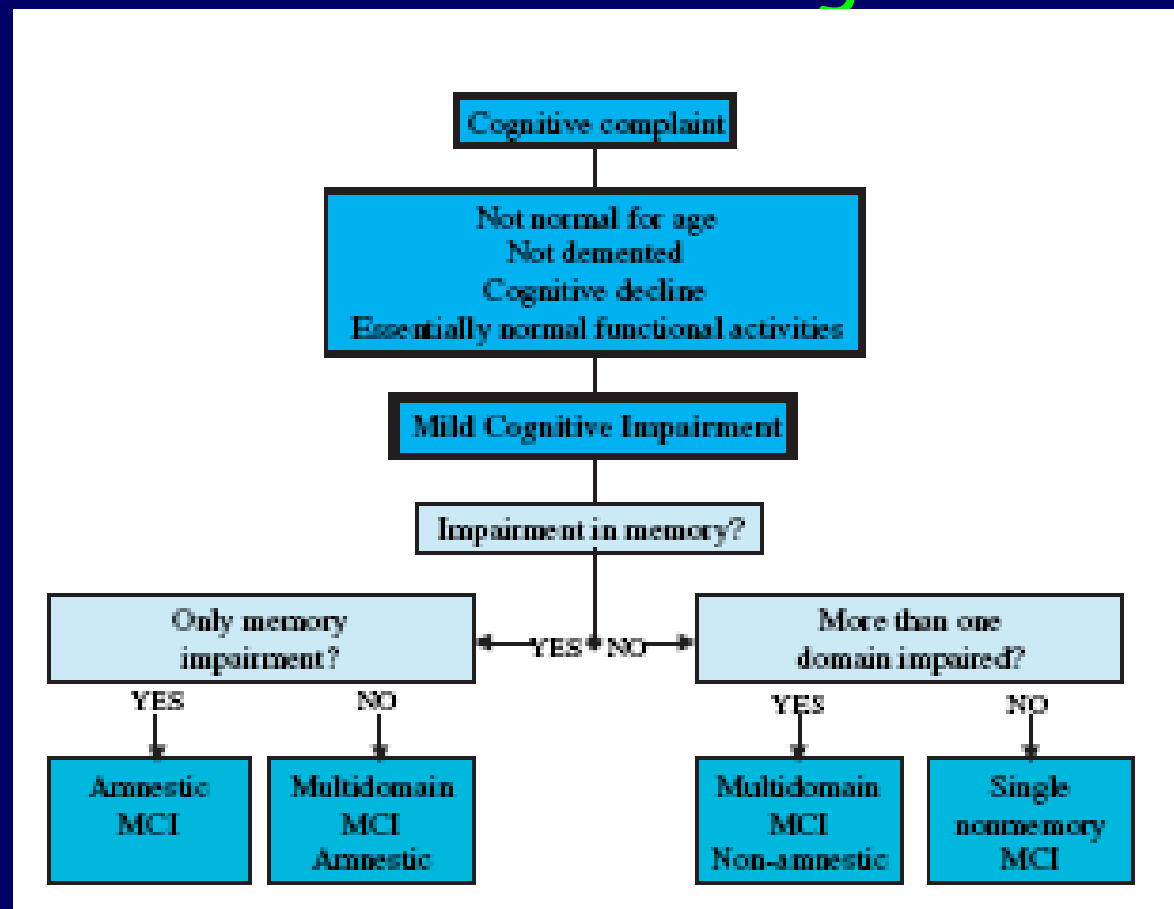 Cognitive complaint
Not normal for age
Not demented
Cognitive decline
Essentially normal functional activities
Mild Cognitive Impairment
Impairment in memory?
Only memory
impairment?
YES NO
More than one
domain impaired?
YES NO
YES NO
Amnestic
MCI
Multidomain
MCI
Amnestic
Multidomain
MCI
Non-amnestic
Single
nonmemory
MCI